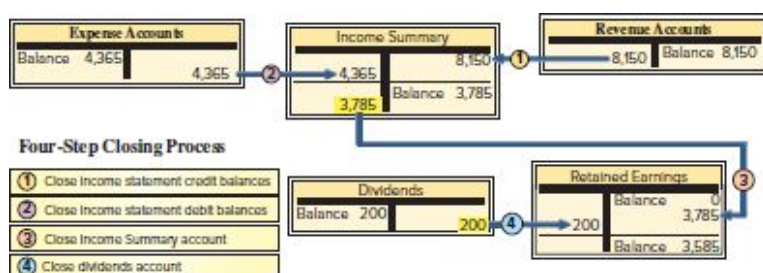 Expense Accounts
Balance 4,365
4,365
2
Income Summary
8,150
4,365
Balance 3,785
3,785
1
Revenue Accounts
8,150 Balance 8,150
Four-Step Closing Process
1 Close income statement credit balances
2 Close income statement debit balances
3 Close Income Summary account
4 Close dividends account
Dividends
Balance 200
200
4
Retained Earnings
Balance 0
3,785
200
Balance 3,585
3